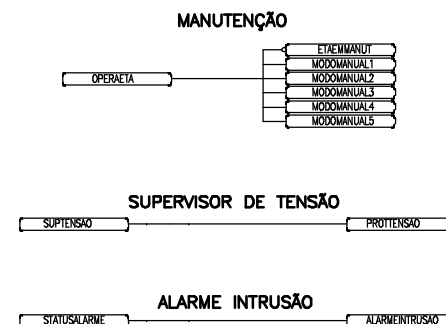 MANUTENÇÃO
ETAEMMANUT
MODOMANUAL1
OPERAETA MODOMANUAL2
MODOMANUAL3
MODOMANUAL4
MODOMANUAL5
SUPERVISOR DE TENSÃO
SUPTENSAO PROTTENSAO
ALARME INTRUSÃO
STATUSALARME ALARMEINTRUSAO